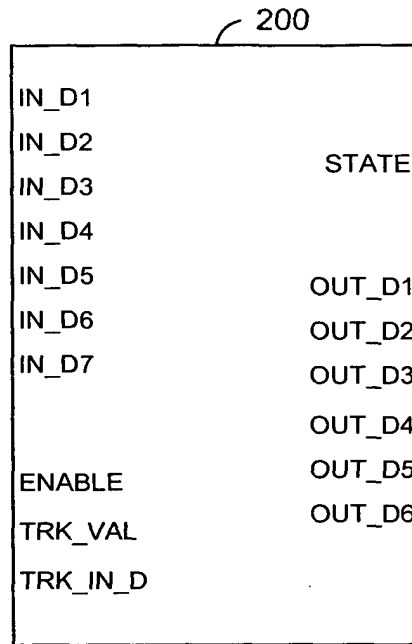 200
IN_D1
IN_D2
IN_D3
IN_D4
IN_D5
IN_D6
IN_D7
ENABLE
TRK_VAL
TRK_IN_D
STATE
OUT_D1
OUT_D2
OUT_D3
OUT_D4
OUT_D5
OUT_D6